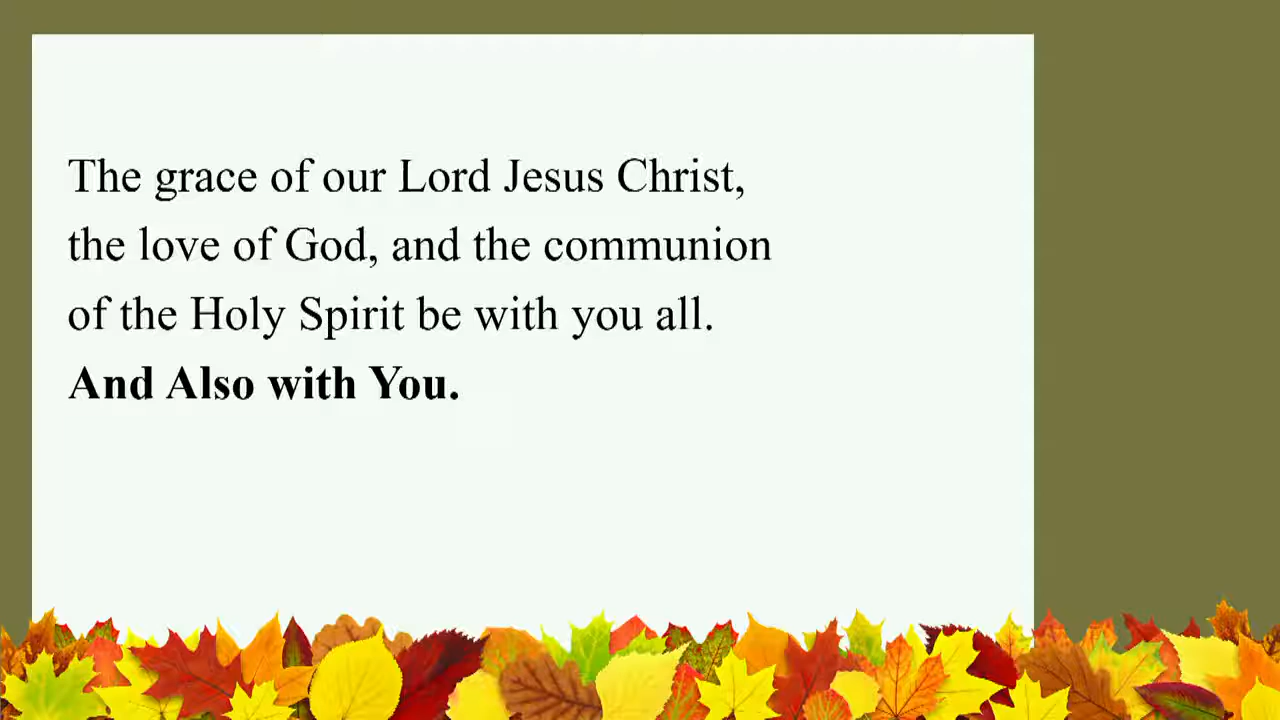 The grace of our Lord Jesus Christ,
the love of God, and the communion
of the Holy Spirit be with you all.
And Also with You.